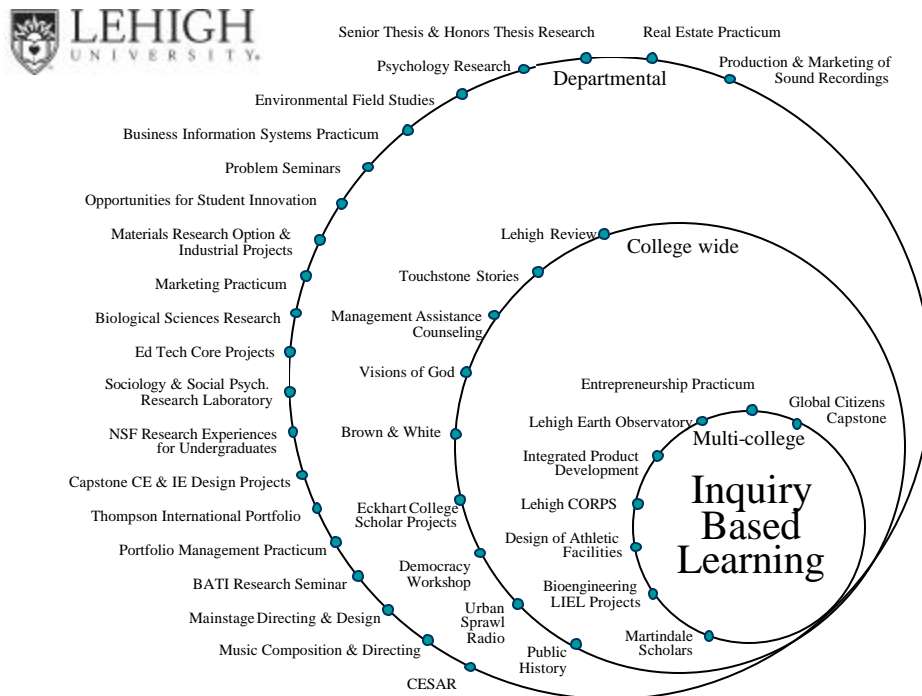 LEHIGH
UNIVERSITY
Senior Thesis & Honors Thesis Research
Real Estate Practicum
Psychology Research
Departmental
Production & Marketing of
Sound Recordings
Environmental Field Studies
Business Information Systems Practicum
Problem Seminars
Opportunities for Student Innovation
Materials Research Option &
Industrial Projects
Marketing Practicum
Biological Sciences Research
Ed Tech Core Projects
Sociology & Social Psych.
Research Laboratory
NSF Research Experiences
for Undergraduates
Capstone CE & IE Design Projects
Thompson International Portfolio
Portfolio Management Practicum
BATI Research Seminar
Mainstage Directing & Design
Music Composition & Directing
CESAR
Lehigh Review
College wide
Touchstone Stories
Management Assistance
Counseling
Visions of God
Brown & White
Eckhart College
Scholar Projects
Democracy
Workshop
Urban
Sprawl
Radio
Public
History
Entrepreneurship Practicum
Global Citizens
Capstone
Lehigh Earth Observatory
Multi-college
Integrated Product
Development
Lehigh CORPS
Design of Athletic
Facilities
Bioengineering
LIEL Projects
Martindale
Scholars
Inquiry
Based
Learning